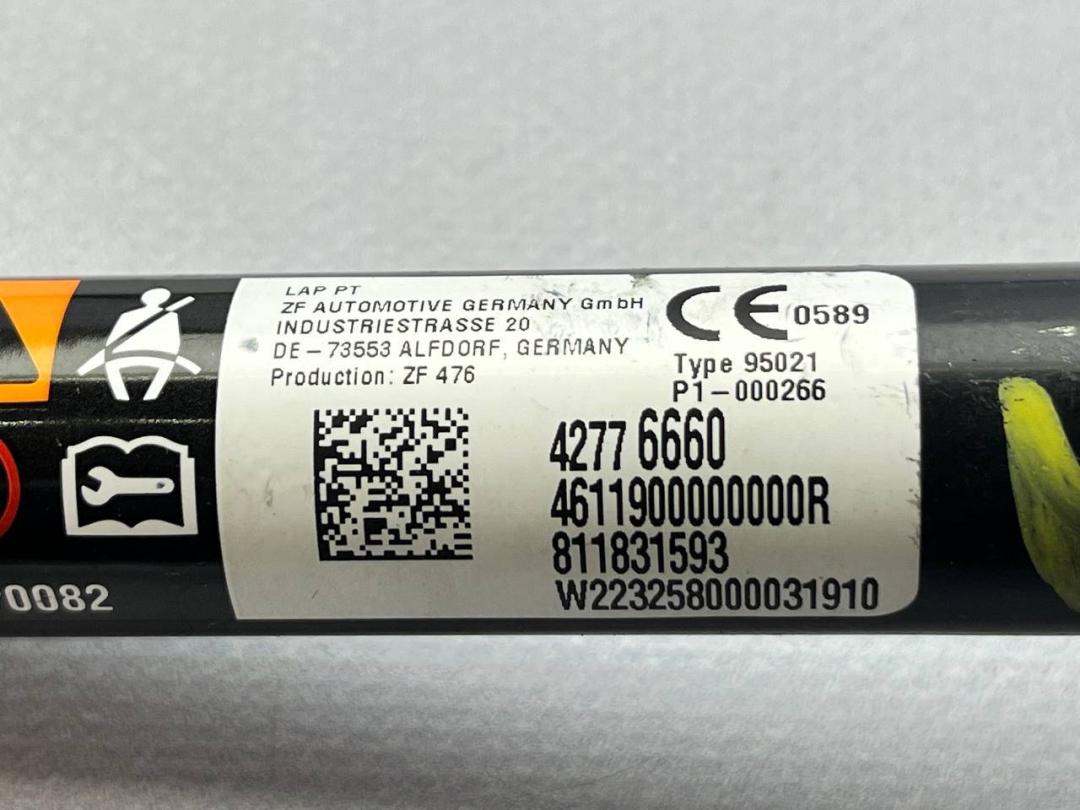 LAP PT
ZF AUTOMOTIVE GERMANY GmbH
INDUSTRIESTRASSE 20
DE-73553 ALFDORF, GERMANY
Production: ZF 476
CE 0589
Type 95021
P1-000266
4277 6660
4611900000000R
811831593
W223258000031910
0082